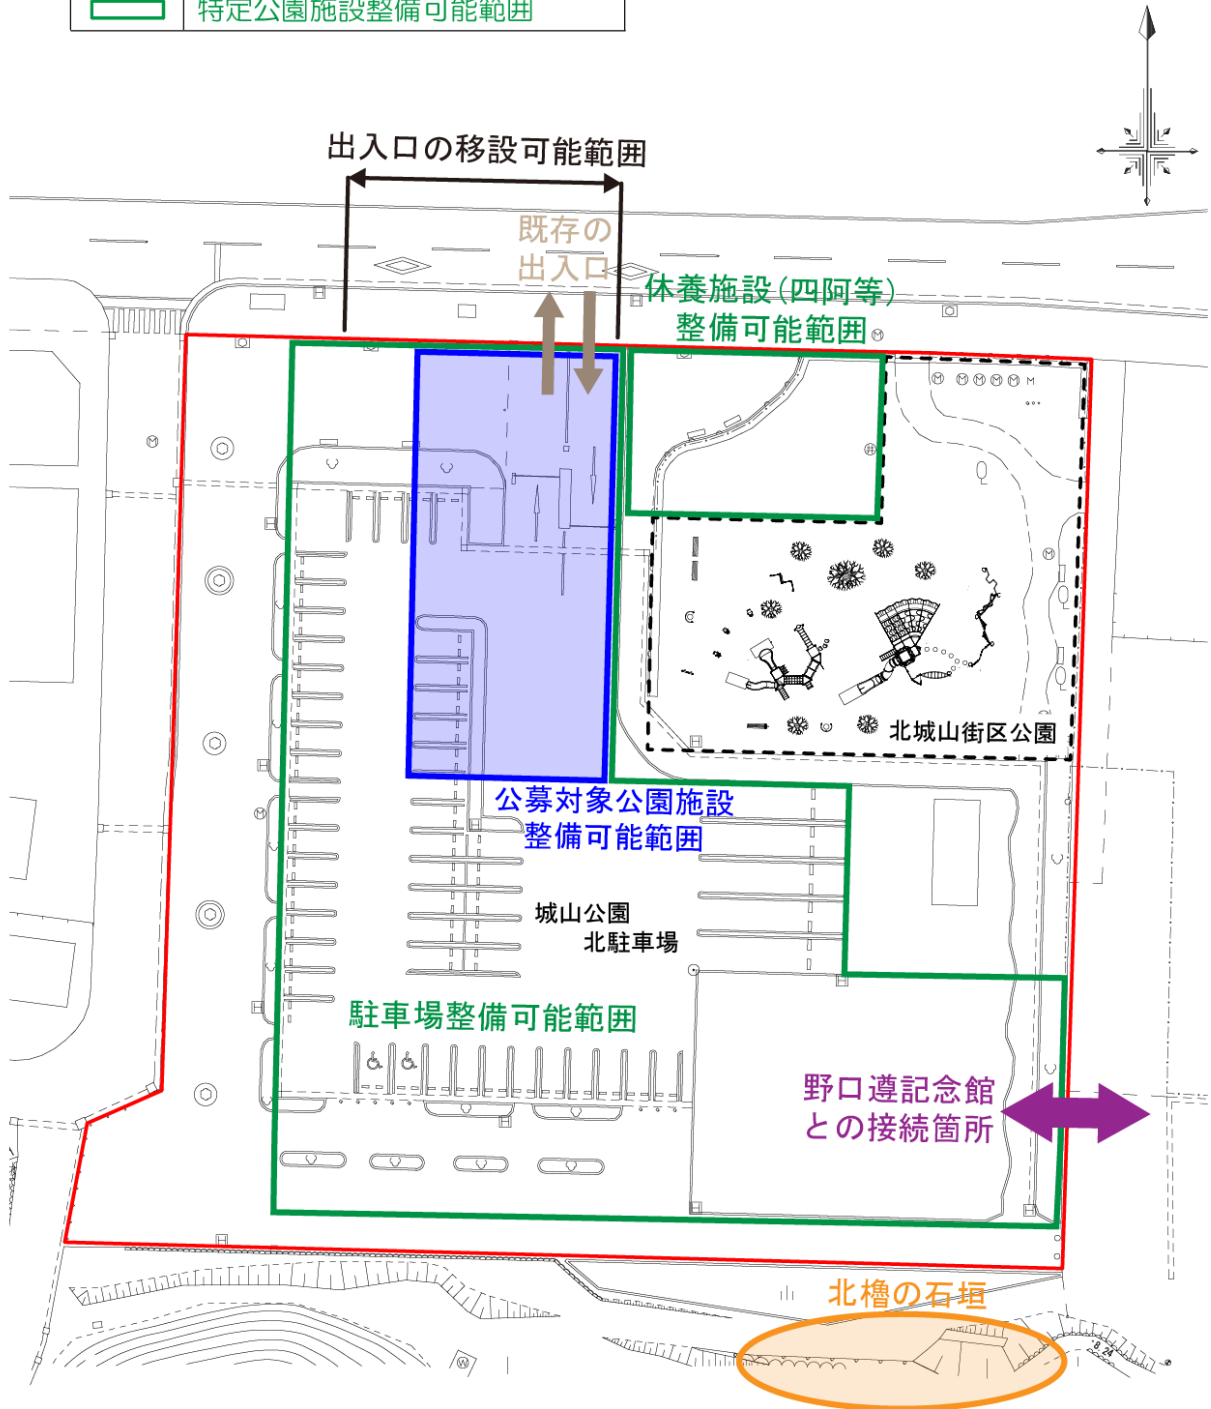 特定公園施設整備可能範囲
出入口の移設可能範囲
既存の
出入口
休養施設(四阿等)
整備可能範囲
北城山街区公園
公募対象公園施設
整備可能範囲
城山公園
北駐車場
駐車場整備可能範囲
野口遵記念館
との接続箇所
北櫓の石垣
8.24